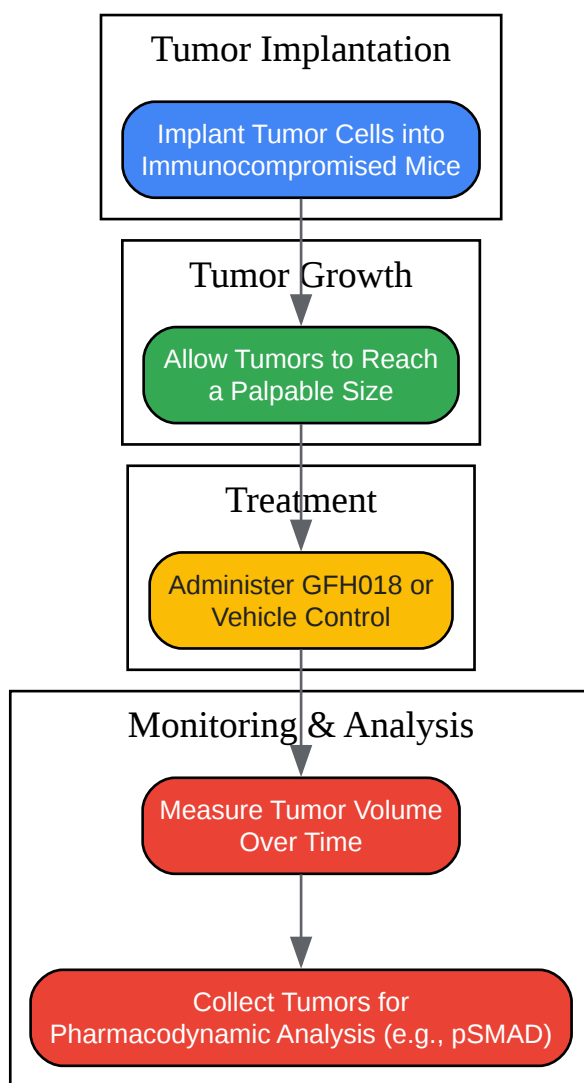 Tumor Implantation
Implant Tumor Cells into
Immunocompromised Mice
Tumor Growth
Allow Tumors to Reach
a Palpable Size
Treatment
Administer GFH018 or
Vehicle Control
Monitoring & Analysis
Measure Tumor Volume
Over Time
Collect Tumors for
Pharmacodynamic Analysis (e.g., pSMAD)